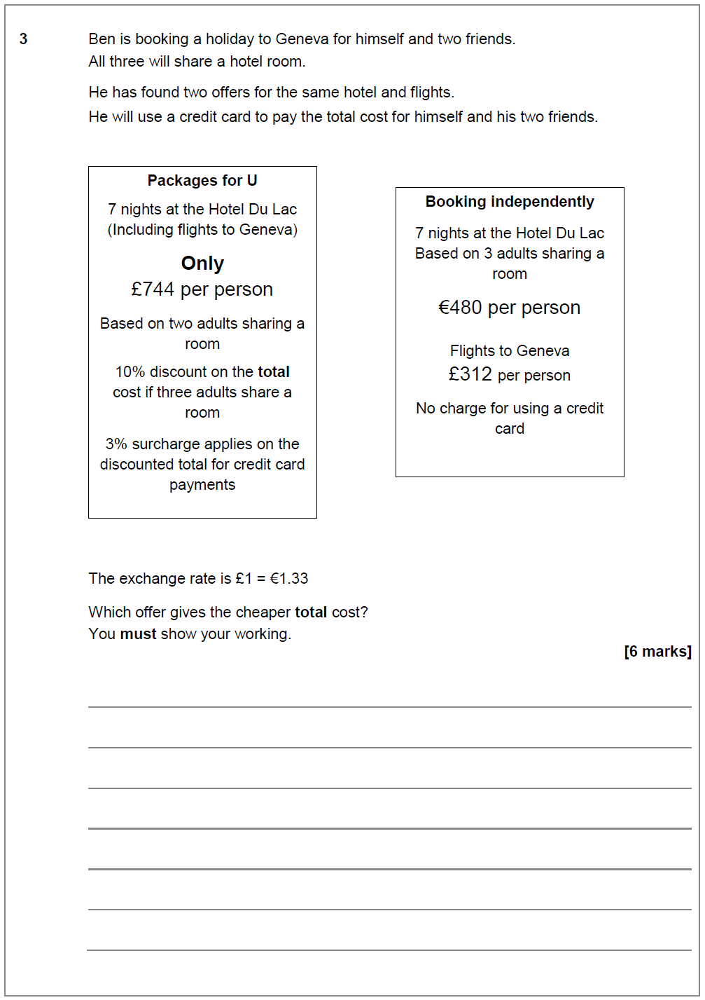 3
Ben is booking a holiday to Geneva for himself and two friends.
All three will share a hotel room.
He has found two offers for the same hotel and flights.
He will use a credit card to pay the total cost for himself and his two friends.
Packages for U
7 nights at the Hotel Du Lac
(Including flights to Geneva)
Only
£744 per person
Based on two adults sharing a
room
10% discount on the total
cost if three adults share a
room
3% surcharge applies on the
discounted total for credit card
payments
Booking independently
7 nights at the Hotel Du Lac
Based on 3 adults sharing a
room
€480 per person
Flights to Geneva
£312 per person
No charge for using a credit
card
The exchange rate is £1 = €1.33
Which offer gives the cheaper total cost?
You must show your working.
[6 marks]